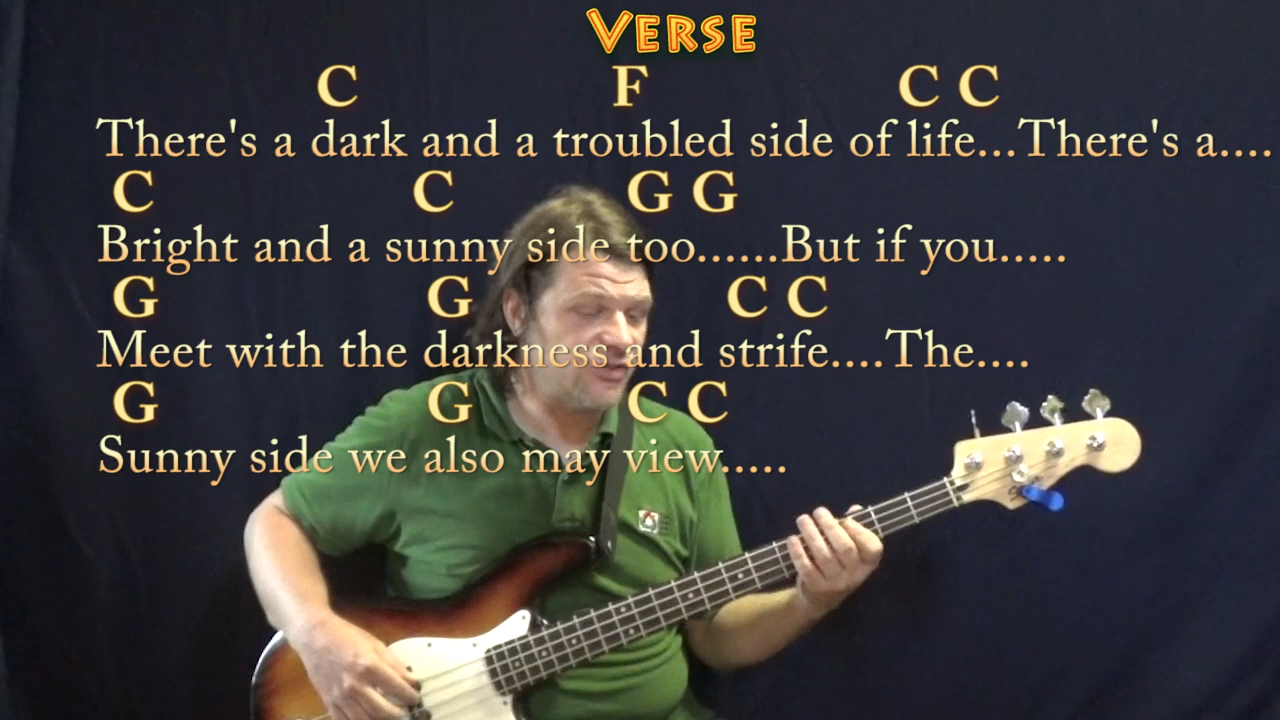 VERSE
C F C C
There's a dark and a troubled side of life...There's a....
C C G G
Bright and a sunny side too......But if you.....
G G C C
Meet with the darkness and strife....The....
G G C C
Sunny side we also may view.....